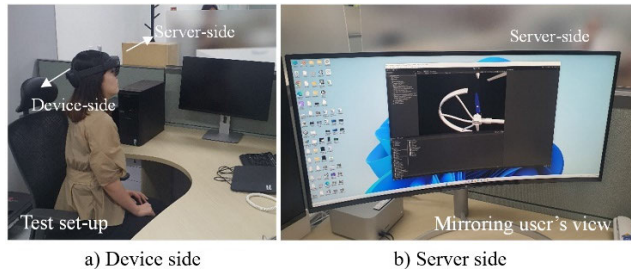 Server-side
Device-side
Test set-up
Server-side
Mirroring user's view
a) Device side
b) Server side